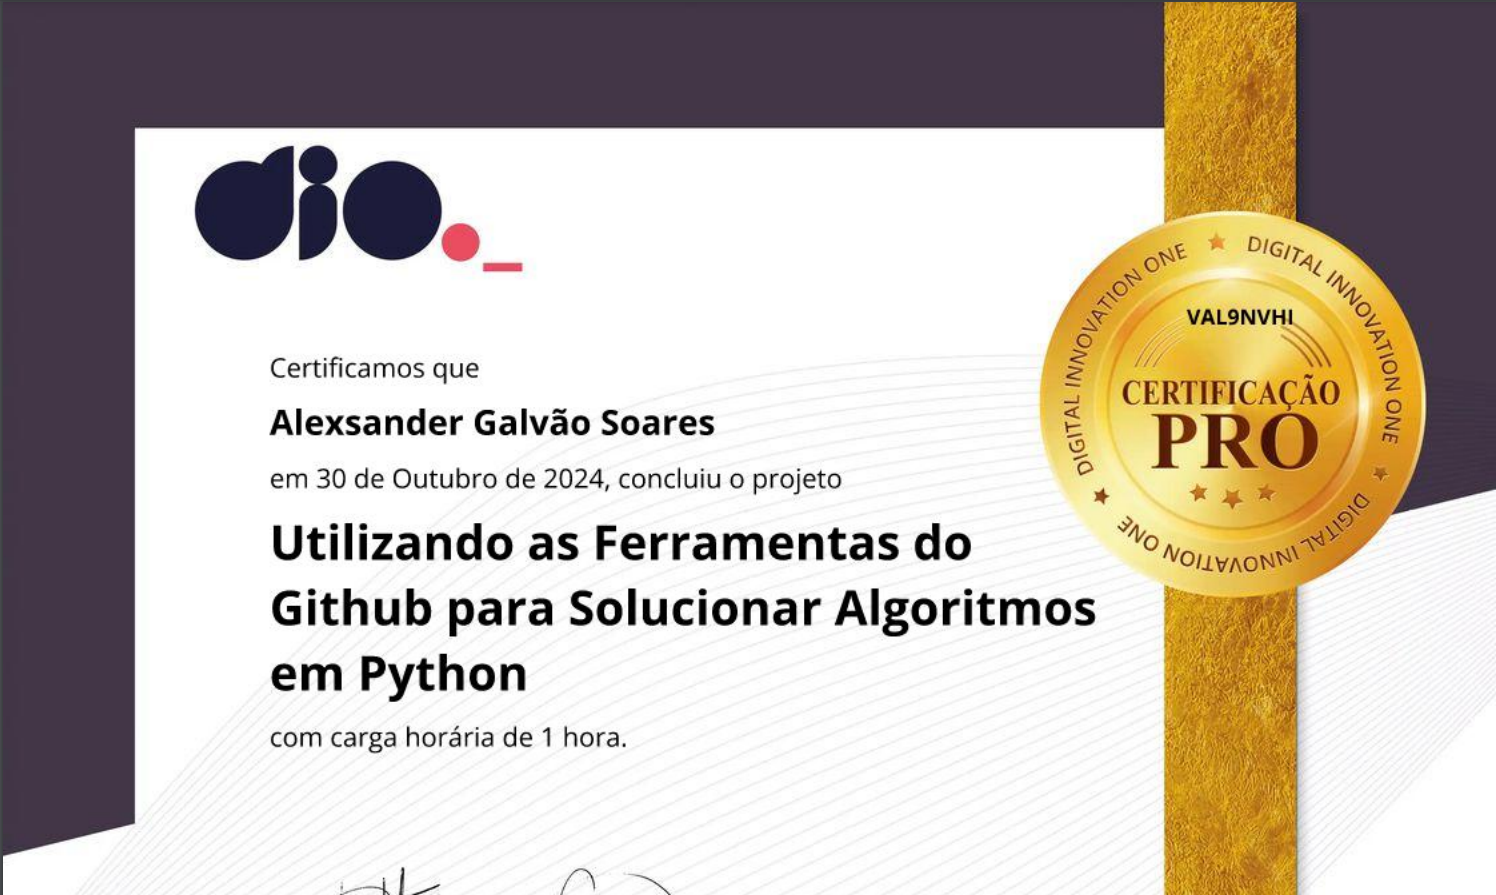 dio._
Certificamos que
Alexsander Galvão Soares
em 30 de Outubro de 2024, concluiu o projeto
Utilizando as Ferramentas do
Github para Solucionar Algoritmos
em Python
com carga horária de 1 hora.
DIGITAL INNOVATION ONE
DIGITAL INNOVATION ONE
DIGITAL INNOVATION ONE
VAL9NVHI
CERTIFICAÇÃO
PRO